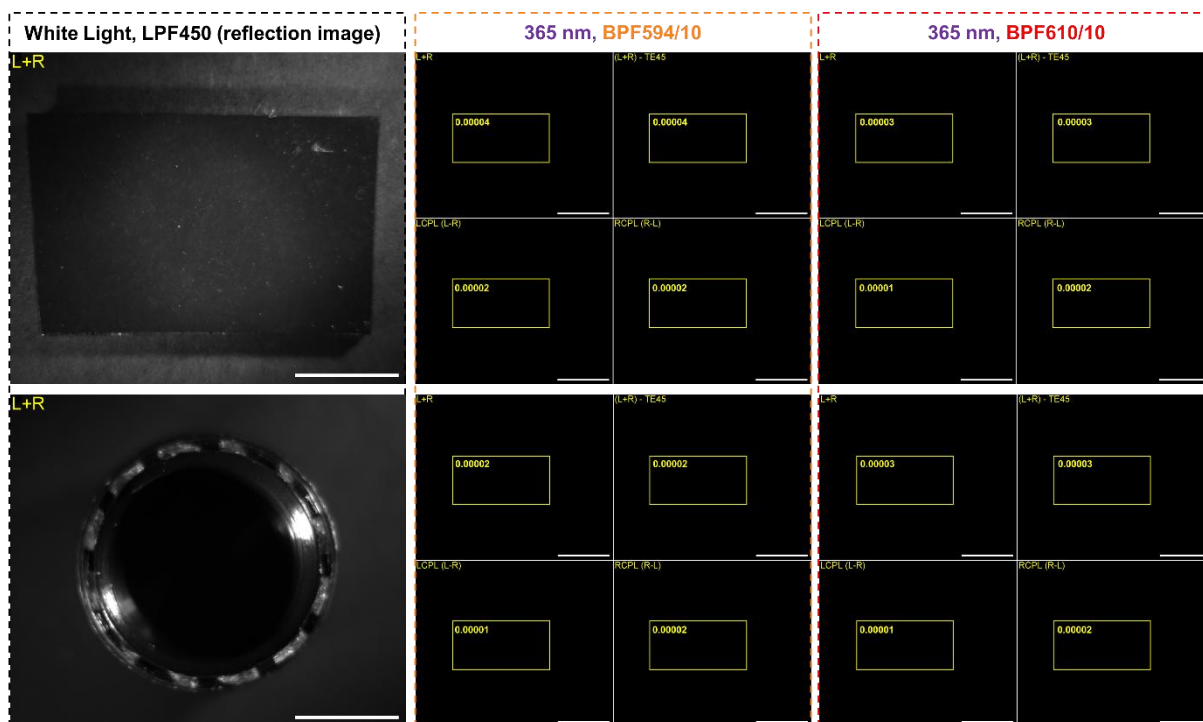 White Light, LPF450 (reflection image)
365 nm, BPF594/10
365 nm, BPF610/10
L+R
L+R
(L+R) - TE45
L+R
(L+R) - TE45
0.00004
0.00004
0.00003
0.00003
LCPL (L-R)
RCPL (R-L)
LCPL (L-R)
RCPL (R-L)
0.00002
0.00002
0.00001
0.00002
L+R
L+R
(L+R) - TE45
L+R
(L+R) - TE45
0.00002
0.00002
0.00003
0.00003
LCPL (L-R)
RCPL (R-L)
LCPL (L-R)
RCPL (R-L)
0.00001
0.00002
0.00001
0.00002